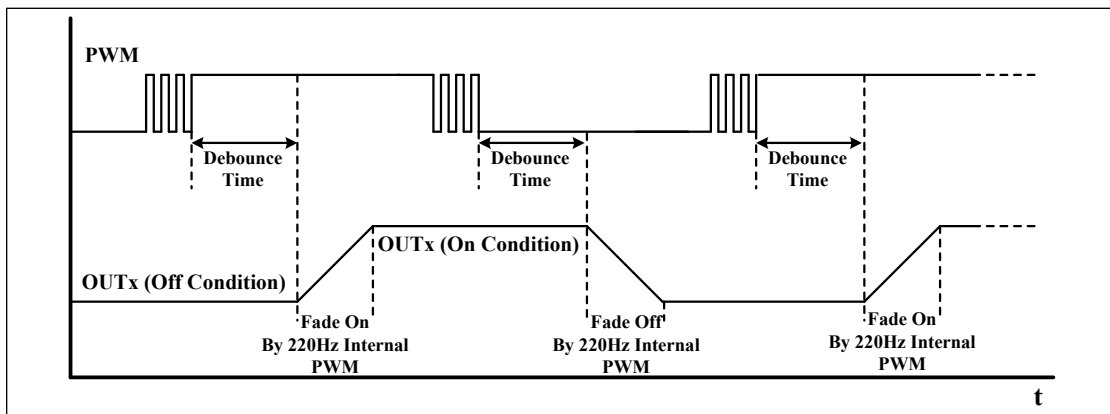 PWM
Debounce
Time
Debounce
Time
Debounce
Time
OUTx (On Condition)
OUTx (Off Condition)
Fade On
By 220Hz Internal
PWM
Fade Off
By 220Hz Internal
PWM
Fade On
By 220Hz Internal
PWM
t